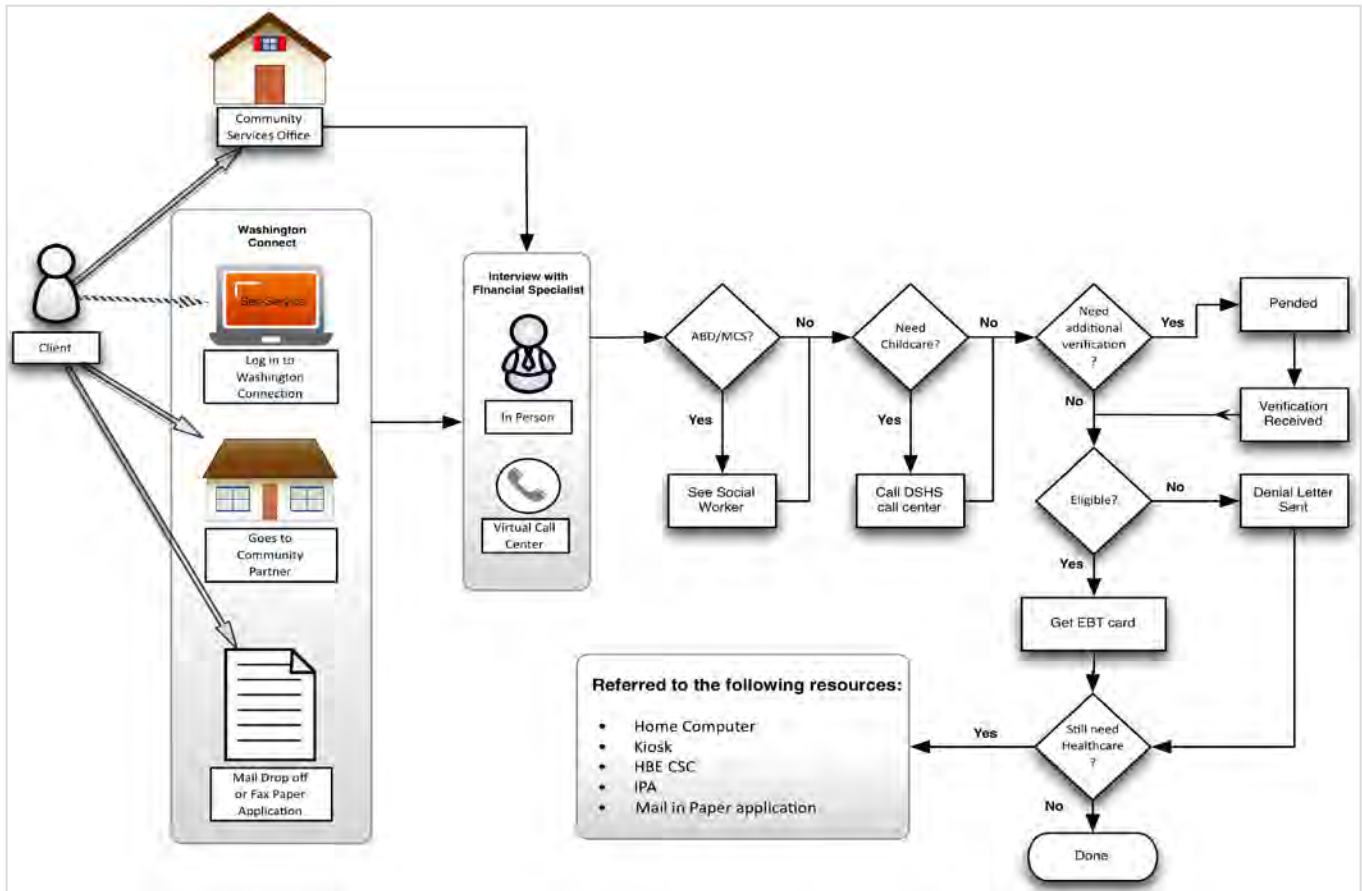 Community
Services Office
Washington
Connect
Client
Log in to
Washington
Connection
Goes to
Community
Partner
Mail Drop off
or Fax Paper
Application
Interview with
Financial Specialist
In Person
Virtual Call
Center
ABD/MCS?
No
Yes
See Social
Worker
Need
Childcare?
No
Yes
Call DSHS
call center
Need
additional
verification
?
Yes
No
Pended
Verification
Received
Eligible?
No
Yes
Denial Letter
Sent
Get EBT card
Still need
Healthcare
?
Yes
No
Done
Referred to the following resources:
• Home Computer
• Kiosk
• HBE CSC
• IPA
• Mail in Paper application